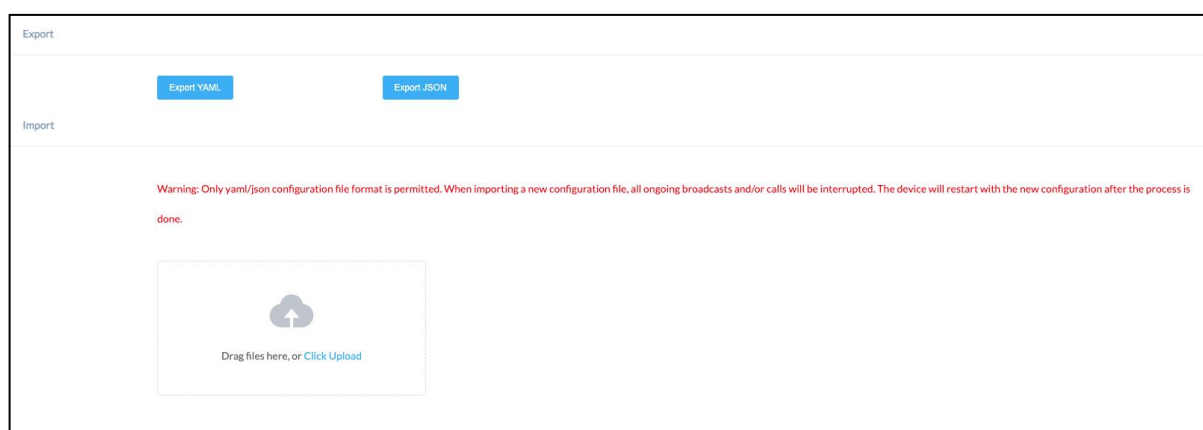 Export
Export YAML Export JSON
Import
Warning: Only yaml/json configuration file format is permitted. When importing a new configuration file, all ongoing broadcasts and/or calls will be interrupted. The device will restart with the new configuration after the process is
done.
Drag files here, or Click Upload